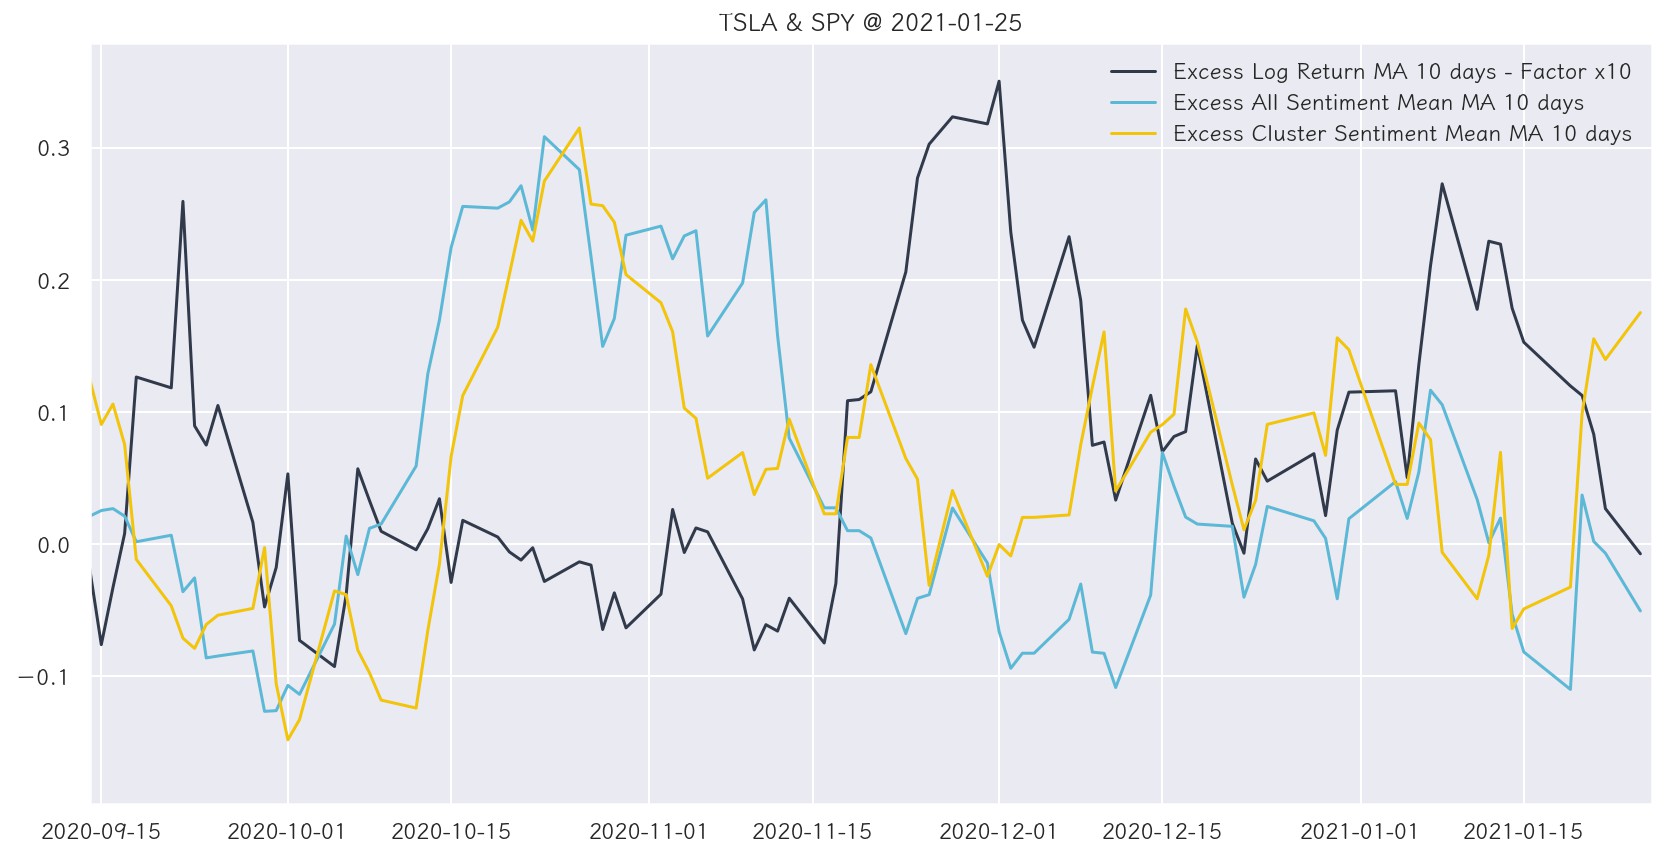 TSLA & SPY @ 2021-01-25
Excess Log Return MA 10 days - Factor x10
Excess All Sentiment Mean MA 10 days
Excess Cluster Sentiment Mean MA 10 days
0.3
0.2
0.1
0.0
−0.1
2020-09-15 2020-10-01 2020-10-15 2020-11-01 2020-11-15 2020-12-01 2020-12-15 2021-01-01 2021-01-15